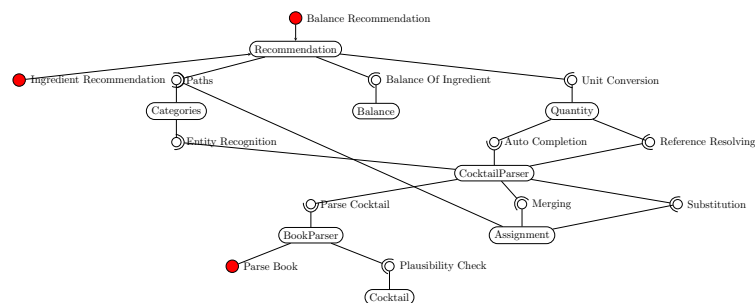 Balance Recommendation
Recommendation
Ingredient Recommendation
Paths
Balance Of Ingredient
Unit Conversion
Categories
Balance
Quantity
Entity Recognition
Auto Completion
Reference Resolving
CocktailParser
Parse Cocktail
Merging
Substitution
BookParser
Assignment
Parse Book
Plausibility Check
Cocktail